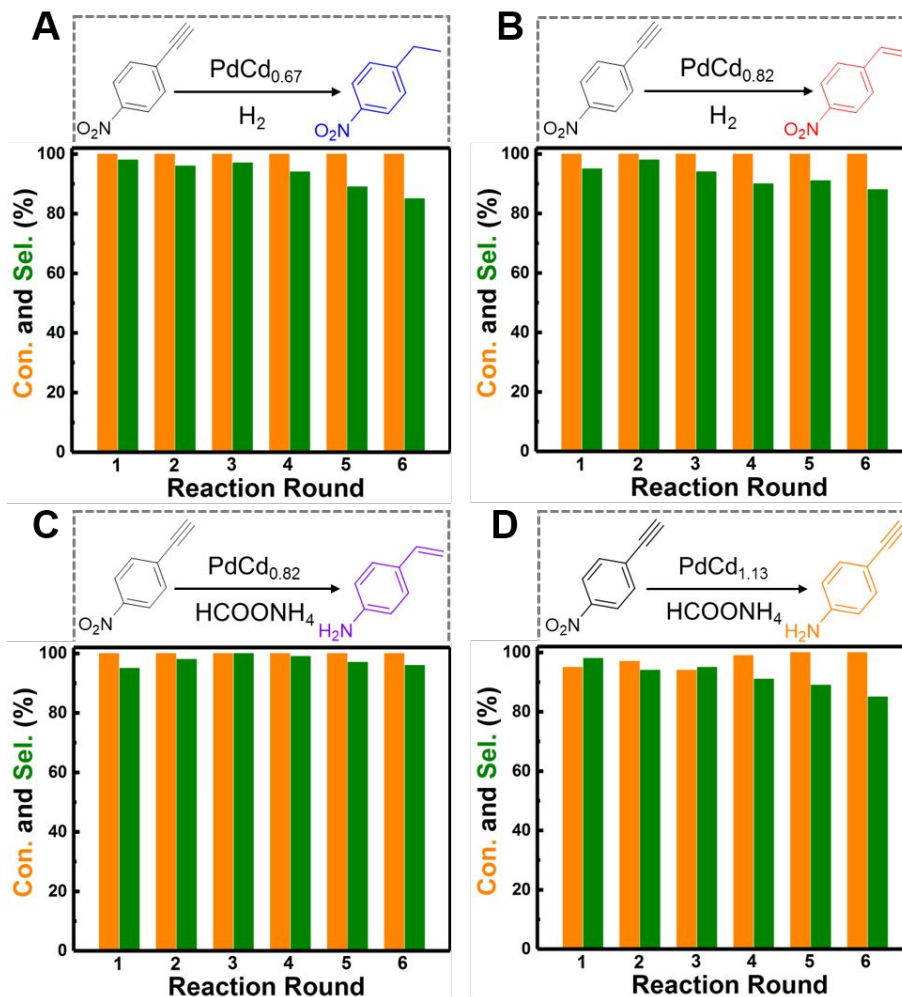 A
PdCd0.67
H2
O2N
O2N
Con. and Sel. (%)
100
80
60
40
20
0
1 2 3 4 5 6
Reaction Round
B
PdCd0.82
H2
O2N
O2N
Con. and Sel. (%)
100
80
60
40
20
0
1 2 3 4 5 6
Reaction Round
C
PdCd0.82
HCOONH4
O2N
H2N
Con. and Sel. (%)
100
80
60
40
20
0
1 2 3 4 5 6
Reaction Round
D
PdCd1.13
HCOONH4
O2N
H2N
Con. and Sel. (%)
100
80
60
40
20
0
1 2 3 4 5 6
Reaction Round